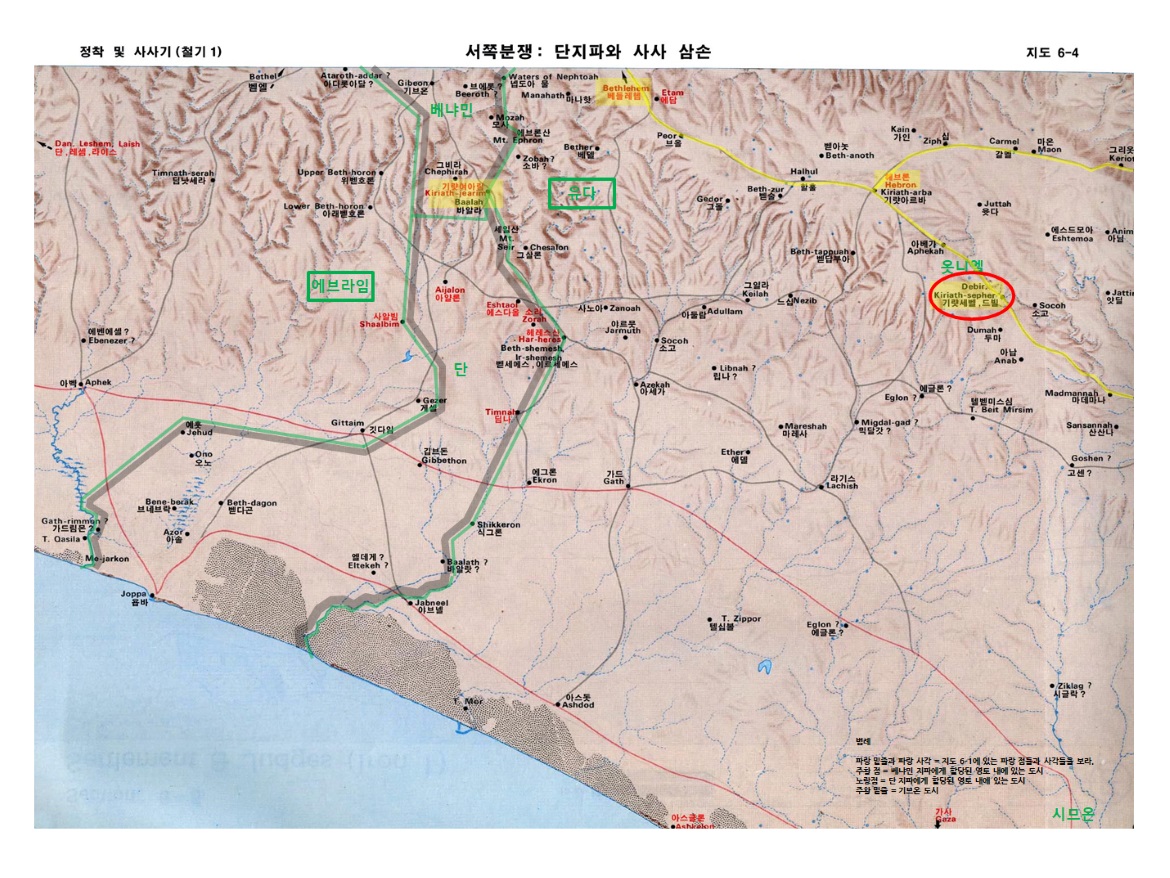 정착 및 사사기 (철기 1)
서쪽분쟁: 단지파와 사사 삼손
지도 6-4
Bethel
벧엘
Ataroth-addar ?
아다롯아달 ?
Gibeon
기브온
베냐민
브에롯 ?
Beeroth ?
Waters of Nephtoah
넵도아 물
Manahath
마나핫
Bethlehem
베들레헴
Etam
에담
Mozah
모사
에브론산
Mt. Ephron
Peor
브올
Kain
가인
십
Ziph
Carmel
갈멜
마온
Maon
그리욧
Dan, Leshem, Laish
단, 레셈, 라이스
Timnath-serah
딤낫세라
Upper Beth-horon
위벧호론
그비라
Chephirah
Zobah ?
소바 ?
Bether
베델
벧아놋
Beth-anoth
Halhul
할훌
Beth-zur
벧술
헤브론
Hebron
Kiriath-arba
기럇아르바
기럇여아림
Kiriath-jearim
Baalah
바알라
유다
Gedor
그돌
Juttah
윳다
Lower Beth-horon
아래벧호론
세일산
Mt.
Seir
Chesalon
그살론
Beth-tappuah
벧답부아
아베가
Aphekah
에스드모아
Eshtemoa
Anim
아님
옷니엘
에브라임
Aijalon
아얄론
Debir,
Kiriath-sepher
기럇세벨, 드빌
Eshtaol
에스다올
소라
Zorah
사노아
Zanoah
그일라
Keilah
느십
Nezib
아둘람
Adullam
Socoh
소고
앗딜
사알빔
Shaalbim
헤레스산
Har-heres
야르뭇
Jarmuth
Socoh
소고
Dumah
두마
에벤에셀 ?
Ebenezer ?
Beth-shemesh
Ir-shemesh
벧세메스, 이르세메스
아납
Anab
단
Libnah ?
립나 ?
아벡
Aphek
Azekah
아세가
에글론 ?
Eglon ?
텔벧미스심
T. Beit Mirsim
Madmannah
마데마나
Gezer
게셀
Timnah
딤나
에훗
Jehud
Gittaim
깃다임
Mareshah
마레사
Migdal-gad ?
믹달갓 ?
Sansannah
산산나
Ono
오노
깁브돈
Gibbethon
Ether
에델
Goshen ?
고센 ?
에그론
Ekron
가드
Gath
라기스
Lachish
Bene-berak
브네브락
Beth-dagon
벧다곤
Gath-rimmon ?
가드림몬 ?
T. Qasila
Azor
아솔
Shikkeron
식그론
Me-jarkon
엘데게 ?
Eltekeh ?
Baalath ?
바알랏 ?
Joppa
욥바
Jabneel
야브넬
T. Zippor
텔십볼
Eglon ?
에글론 ?
T. Mor
아스돗
Ashdod
Ziklag ?
시글락 ?
범례
파랑 밑줄과 파랑 사각 = 지도 6-1에 있는 파랑 점들과 사각들을 보라,
주황 점 = 베냐민 지파에게 할당된 영토 내에 있는 도시
노랑점 = 단 지파에게 할당된 영토 내에 있는 도시
주황 밑줄 = 기브온 도시
아스글론
Ashkelon
가사
Gaza
시므온